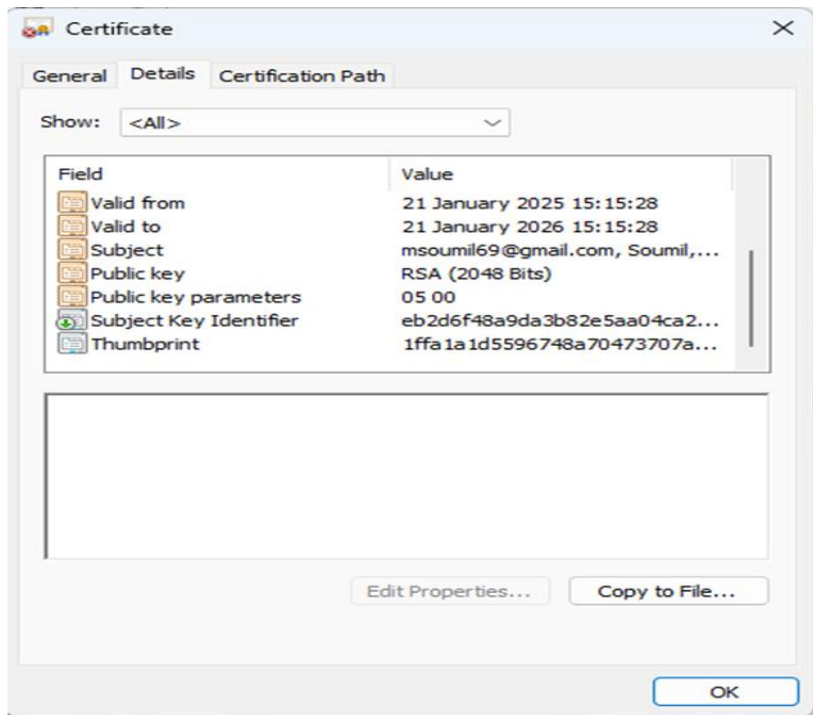 Certificate
General Details Certification Path
Show: <All>
Field Value
Valid from 21 January 2025 15:15:28
Valid to 21 January 2026 15:15:28
Subject msoumil69@gmail.com, Soumil,...
Public key RSA (2048 Bits)
Public key parameters 05 00
Subject Key Identifier eb2d6f48a9da3b82e5aa04ca2...
Thumbprint 1ffa1a1d5596748a70473707a...
Edit Properties... Copy to File...
OK